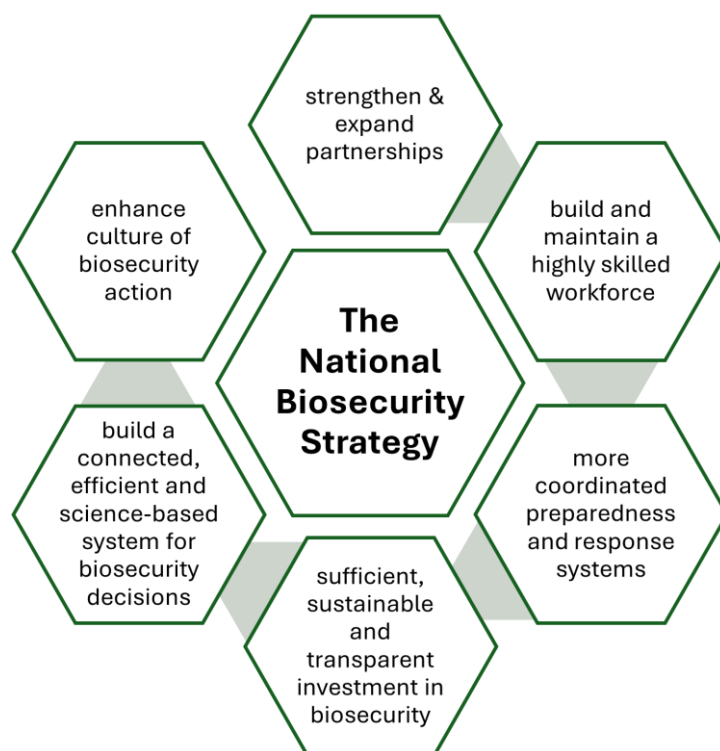 strengthen &
expand
partnerships
enhance
culture of
biosecurity
action
build and
maintain a
highly skilled
workforce
The
National
Biosecurity
Strategy
build a
connected,
efficient and
science-based
system for
biosecurity
decisions
more
coordinated
preparedness
and response
systems
sufficient,
sustainable
and
transparent
investment in
biosecurity